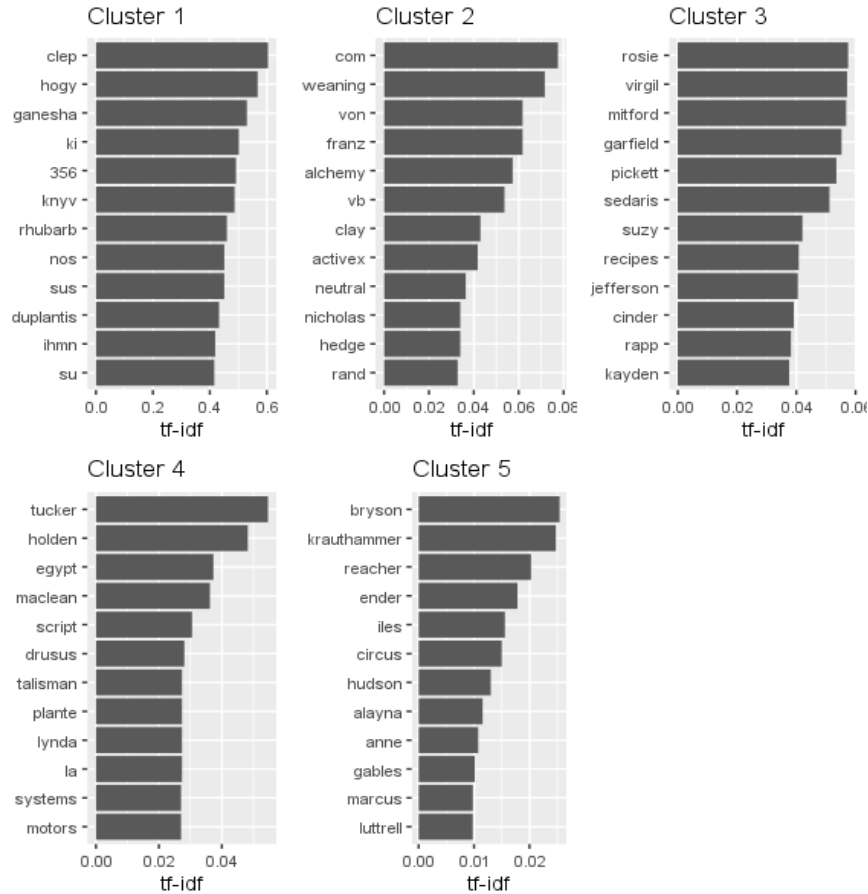 Cluster 1
clep
hogy
ganesha
ki
356
knyv
rhubarb
nos
sus
duplantis
ihmn
su
0.0 0.2 0.4 0.6
tf-idf
Cluster 2
com
weaning
von
franz
alchemy
vb
clay
activex
neutral
nicholas
hedge
rand
0.00 0.02 0.04 0.06 0.08
tf-idf
Cluster 3
rosie
virgil
mitford
garfield
pickett
sedaris
suzy
recipes
jefferson
cinder
rapp
kayden
0.00 0.02 0.04 0.06
tf-idf
Cluster 4
tucker
holden
egypt
maclean
script
drusus
talisman
plante
lynda
la
systems
motors
0.00 0.02 0.04
tf-idf
Cluster 5
bryson
krauthammer
reacher
ender
iles
circus
hudson
alayna
anne
gables
marcus
luttrell
0.00 0.01 0.02
tf-idf